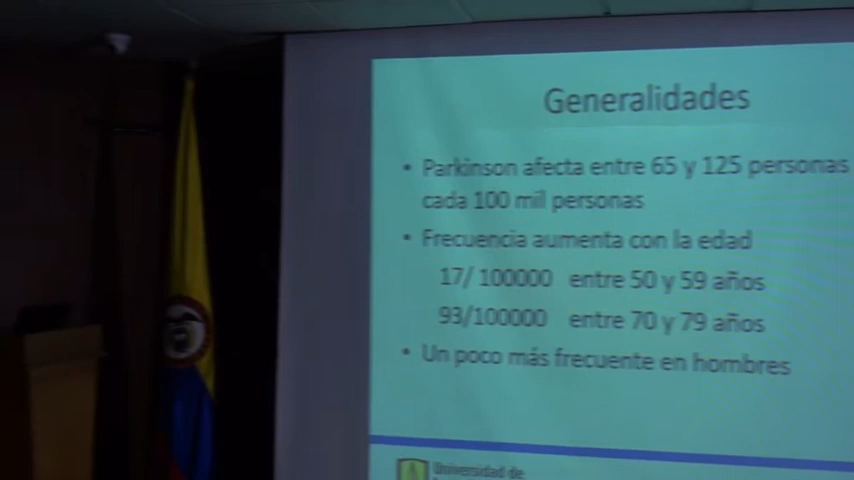 Generalidades
• Parkinson afecta entre 65 y 125 personas
cada 100 mil personas
• Frecuencia aumenta con la edad
17/ 100000 entre 50 y 59 años
93/100000 entre 70 y 79 años
• Un poco más frecuente en hombres
Universidad de